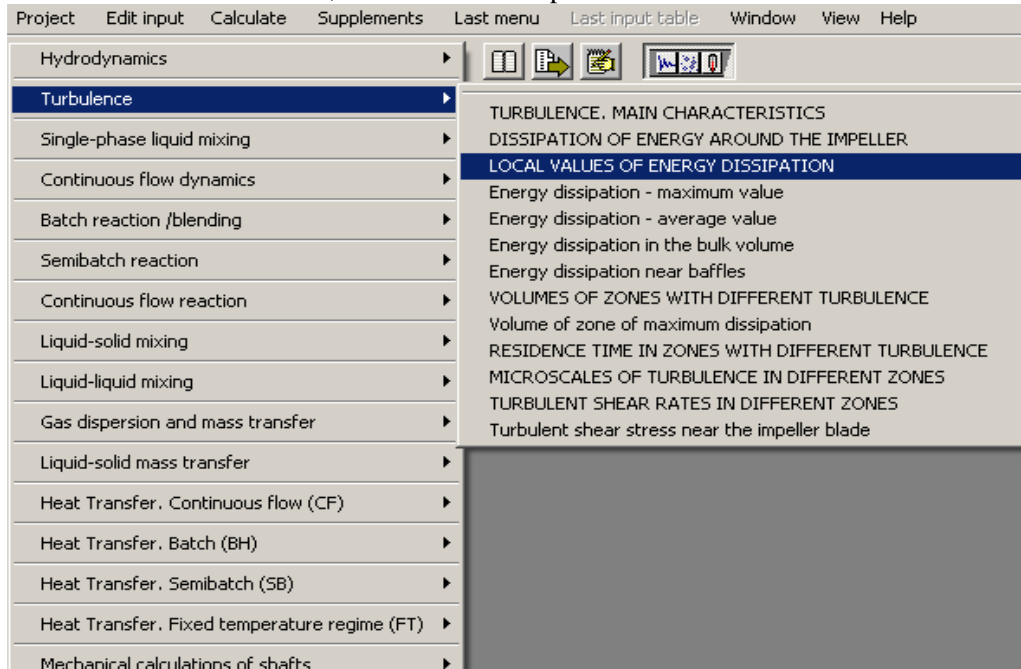 Project Edit input Calculate Supplements Last menu Last input table Window View Help
Hydrodynamics
Turbulence
Single-phase liquid mixing
Continuous flow dynamics
Batch reaction /blending
Semibatch reaction
Continuous flow reaction
Liquid-solid mixing
Liquid-liquid mixing
Gas dispersion and mass transfer
Liquid-solid mass transfer
Heat Transfer. Continuous flow (CF)
Heat Transfer. Batch (BH)
Heat Transfer. Semibatch (SB)
Heat Transfer. Fixed temperature regime (FT)
Mechanical calculations of shafts
TURBULENCE. MAIN CHARACTERISTICS
DISSIPATION OF ENERGY AROUND THE IMPELLER
LOCAL VALUES OF ENERGY DISSIPATION
Energy dissipation - maximum value
Energy dissipation - average value
Energy dissipation in the bulk volume
Energy dissipation near baffles
VOLUMES OF ZONES WITH DIFFERENT TURBULENCE
Volume of zone of maximum dissipation
RESIDENCE TIME IN ZONES WITH DIFFERENT TURBULENCE
MICROSCALES OF TURBULENCE IN DIFFERENT ZONES
TURBULENT SHEAR RATES IN DIFFERENT ZONES
Turbulent shear stress near the impeller blade